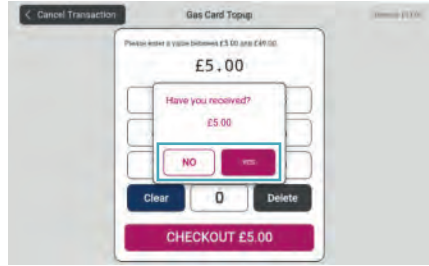 Cancel Transaction
Gas Card Topup
Please enter a value between £5.00 and £49.00
£5.00
Have you received?
£5.00
NO
YES
Clear
0
Delete
CHECKOUT £5.00